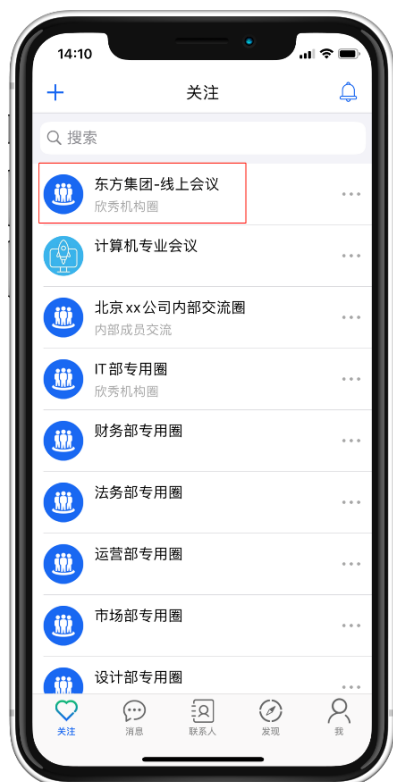 14:10
关注
搜索
东方集团-线上会议
欣秀机构圈
计算机专业会议
北京xx公司内部交流圈
内部成员交流
IT部专用圈
欣秀机构圈
财务部专用圈
法务部专用圈
运营部专用圈
市场部专用圈
设计部专用圈
关注
消息
联系人
发现
我